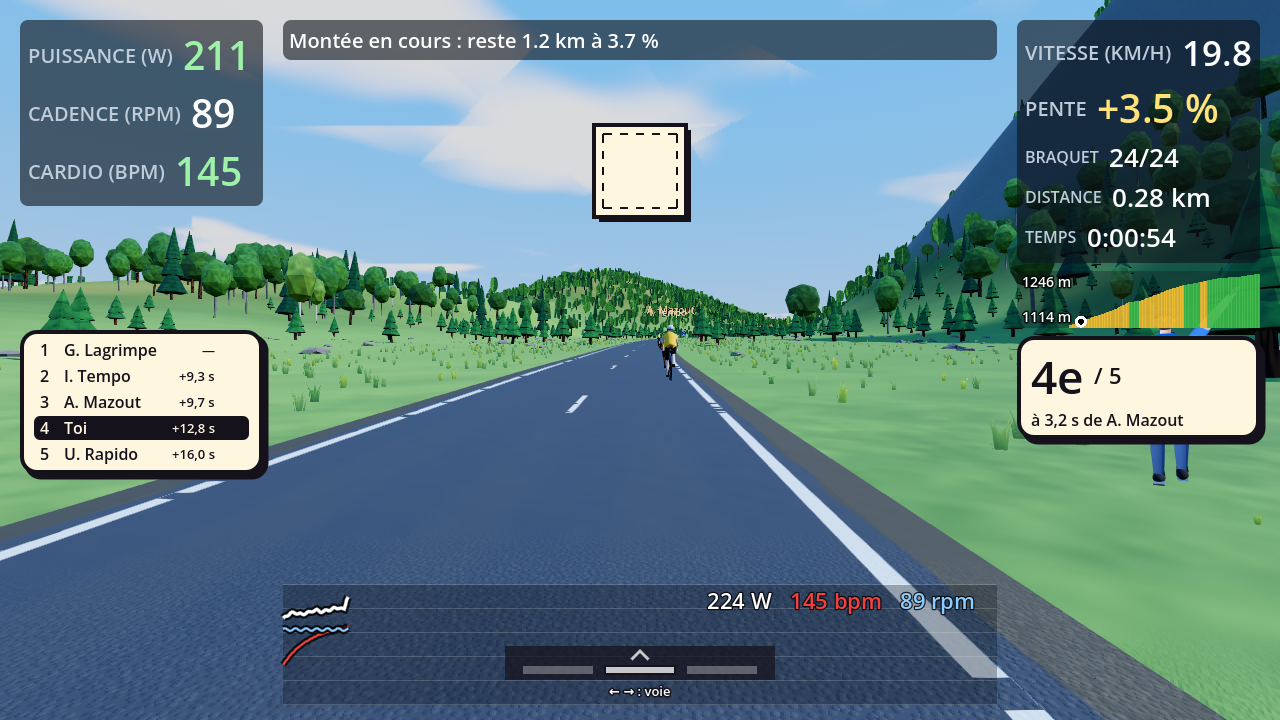 PUISSANCE (W) 211
CADENCE (RPM) 89
CARDIO (BPM) 145
Montée en cours : reste 1.2 km à 3.7 %
VITESSE (KM/H) 19.8
PENTE +3.5 %
BRAQUET 24/24
DISTANCE 0.28 km
TEMPS 0:00:54
1246 m
1114 m
A. Mazout
1 G. Lagrimpe —
2 I. Tempo +9,3 s
3 A. Mazout +9,7 s
4 Toi +12,8 s
5 U. Rapido +16,0 s
4e / 5
à 3,2 s de A. Mazout
224 W 145 bpm 89 rpm
← → : voie